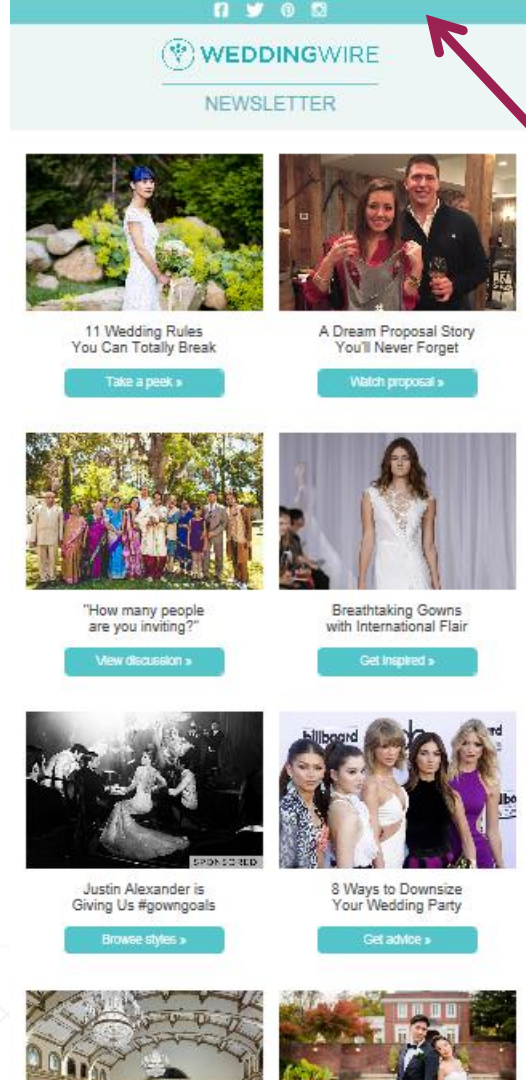 WEDDINGWIRE
NEWSLETTER
11 Wedding Rules
You Can Totally Break
A Dream Proposal Story
You'll Never Forget
Take a peek »
Watch proposal »
"How many people
are you inviting?"
Breathtaking Gowns
with International Flair
View discussion »
Get inspired »
billboard
SPONSORED
Justin Alexander is
Giving Us #gowngoals
8 Ways to Downsize
Your Wedding Party
Browse styles »
Get advice »